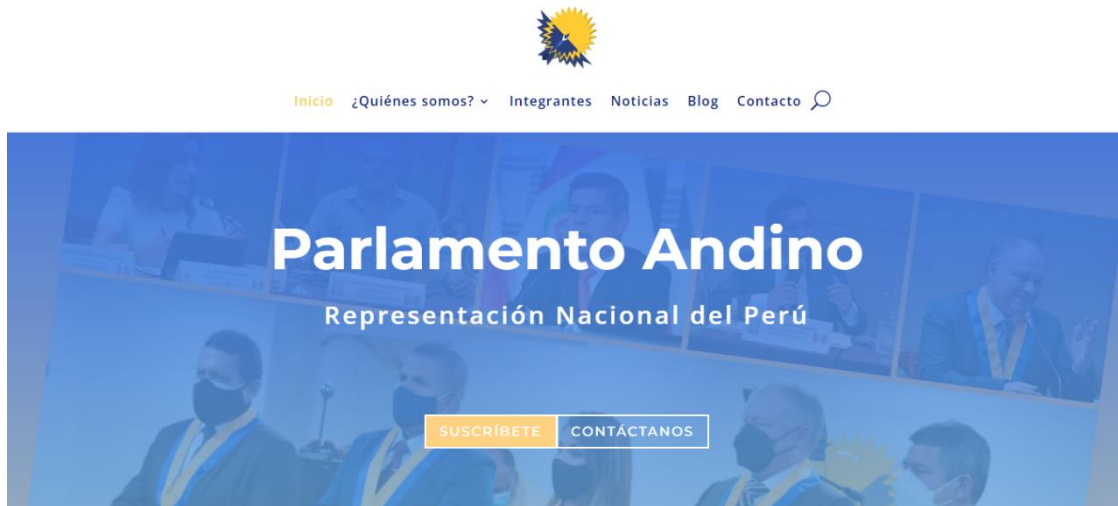 Inicio ¿Quiénes somos? Integrantes Noticias Blog Contacto
Parlamento Andino
Representación Nacional del Perú
SUSCRÍBETE CONTÁCTANOS